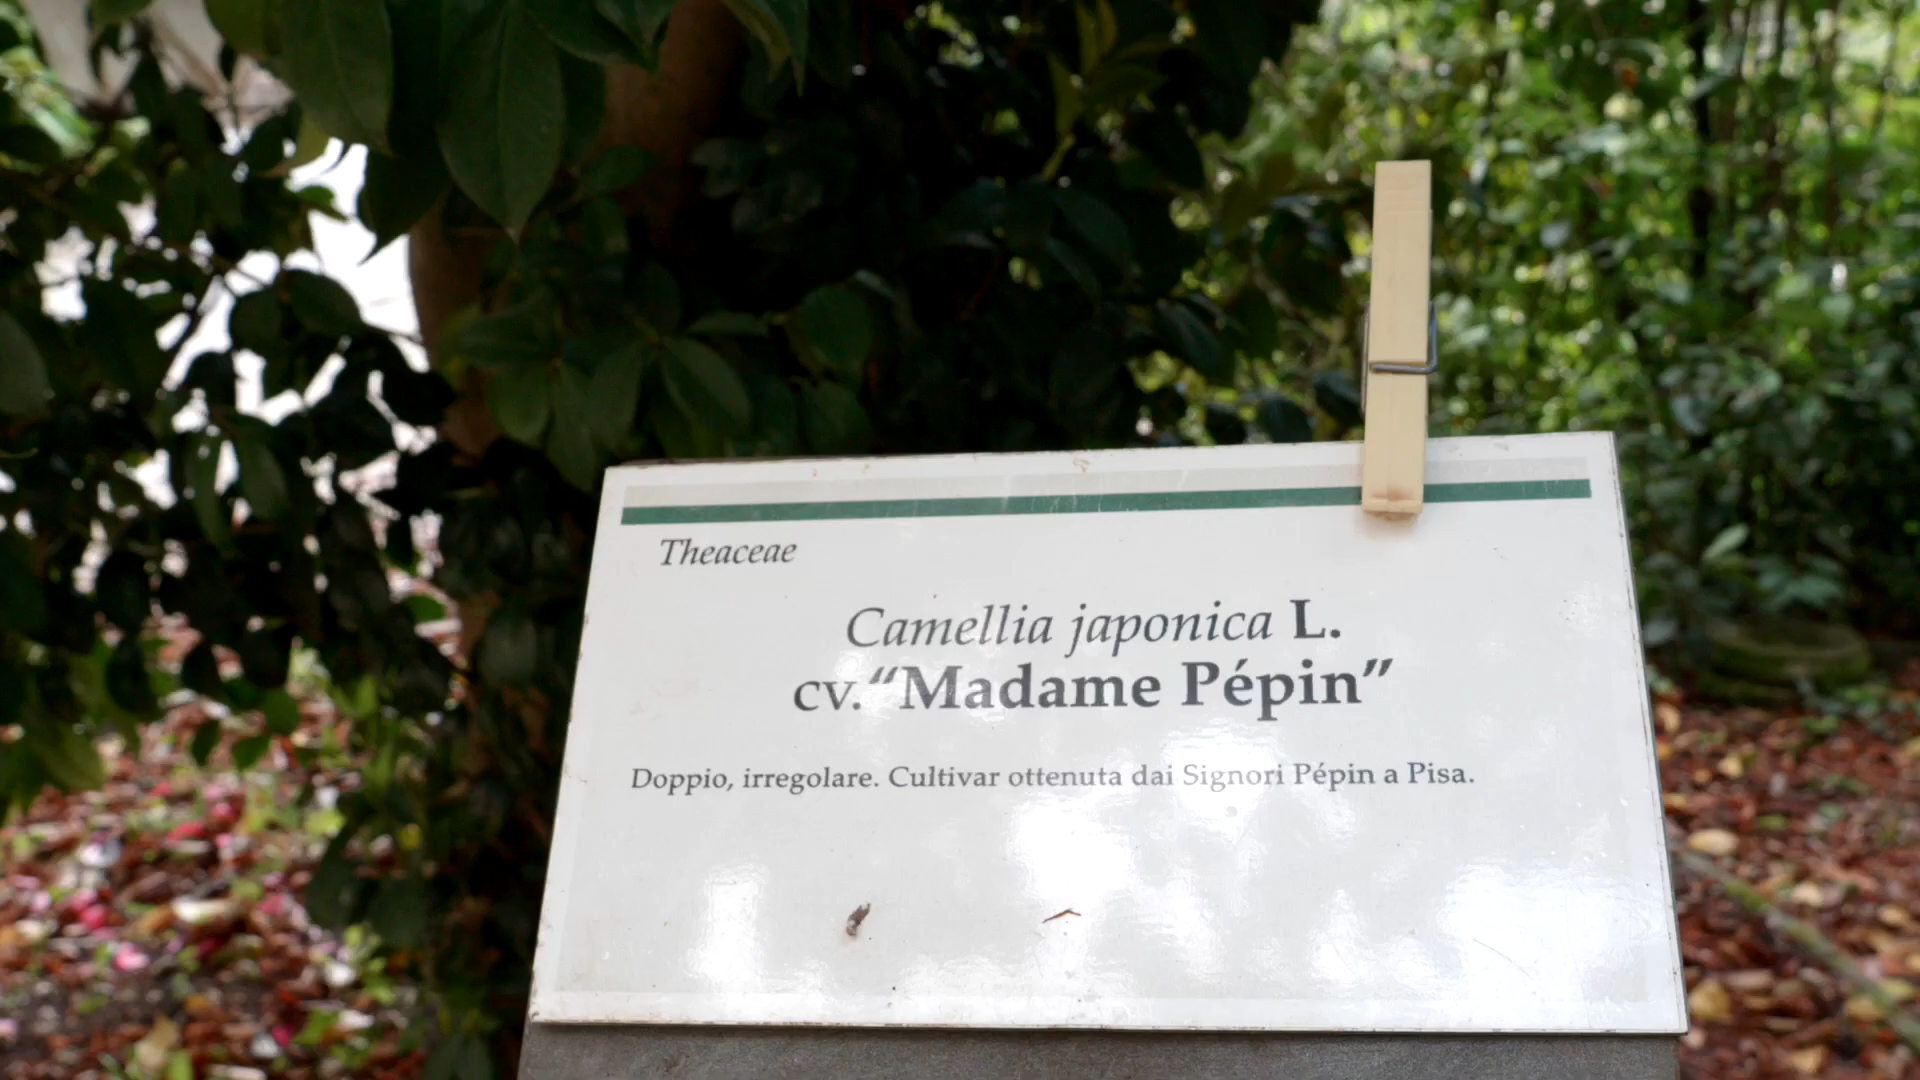 Theaceae
Camellia japonica L.
cv. “Madame Pépin”
Doppio, irregolare. Cultivar ottenuta dai Signori Pépin a Pisa.